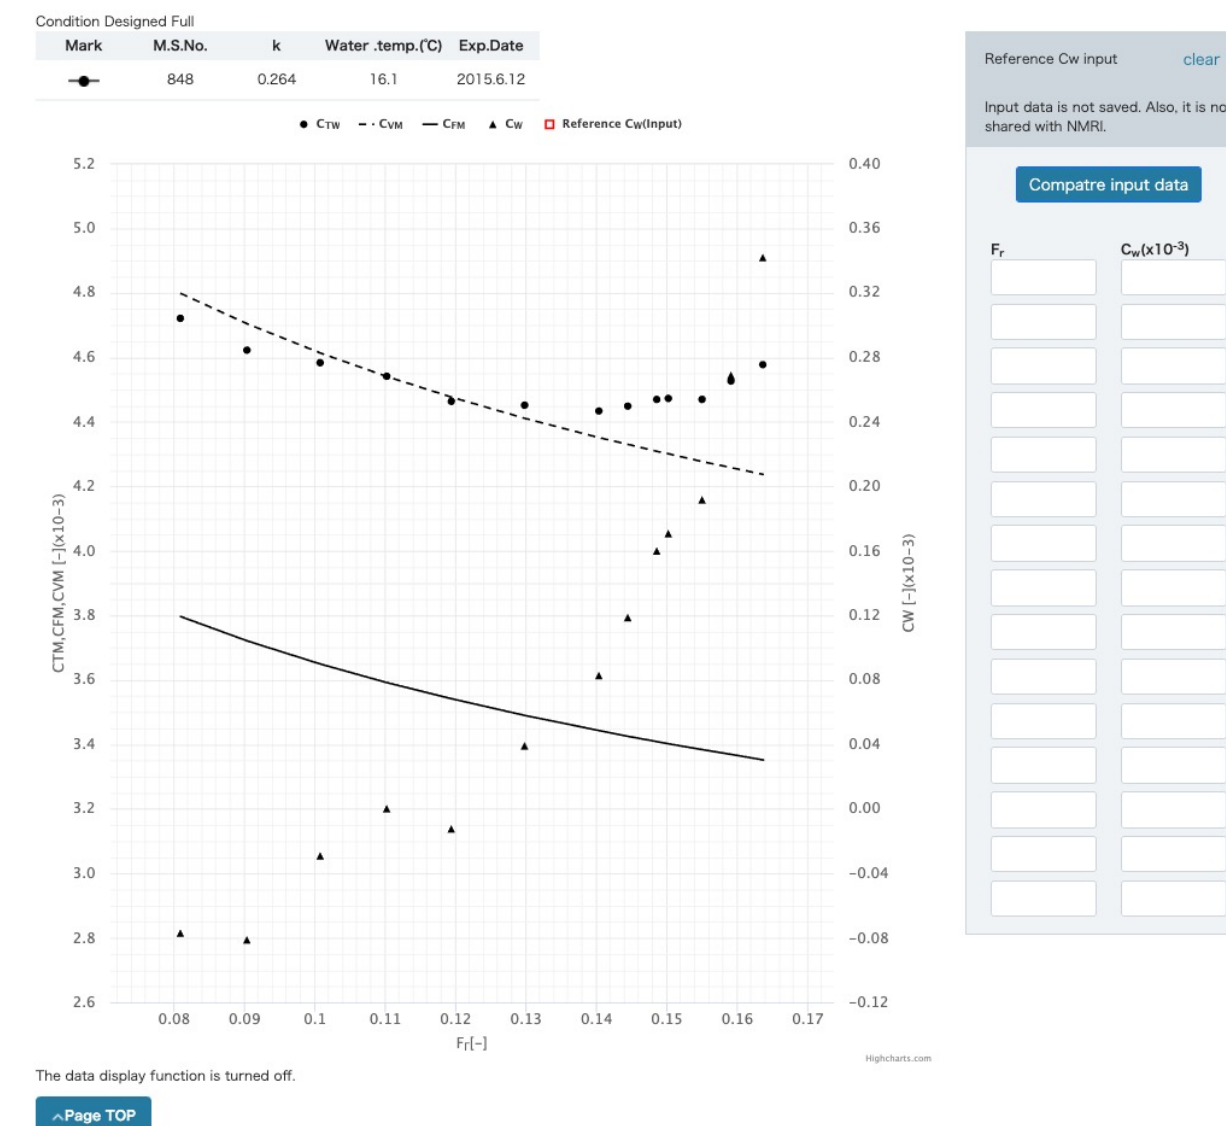 Condition Designed Full
Mark M.S.No. k Water .temp.(℃) Exp.Date
848 0.264 16.1 2015.6.12
CTW CVM CFM CW Reference CW(Input)
5.2
5.0
4.8
4.6
4.4
4.2
4.0
3.8
3.6
3.4
3.2
3.0
2.8
2.6
CTM,CFM,CVM [-](x10-3)
0.40
0.36
0.32
0.28
0.24
0.20
0.16
0.12
0.08
0.04
0.00
-0.04
-0.08
-0.12
CW [-](x10-3)
0.08 0.09 0.1 0.11 0.12 0.13 0.14 0.15 0.16 0.17
Fr[-]
Highcharts.com
The data display function is turned off.
^Page TOP
Reference Cw input clear
Input data is not saved. Also, it is no
shared with NMRI.
Compatre input data
Fr Cw(x10-3)